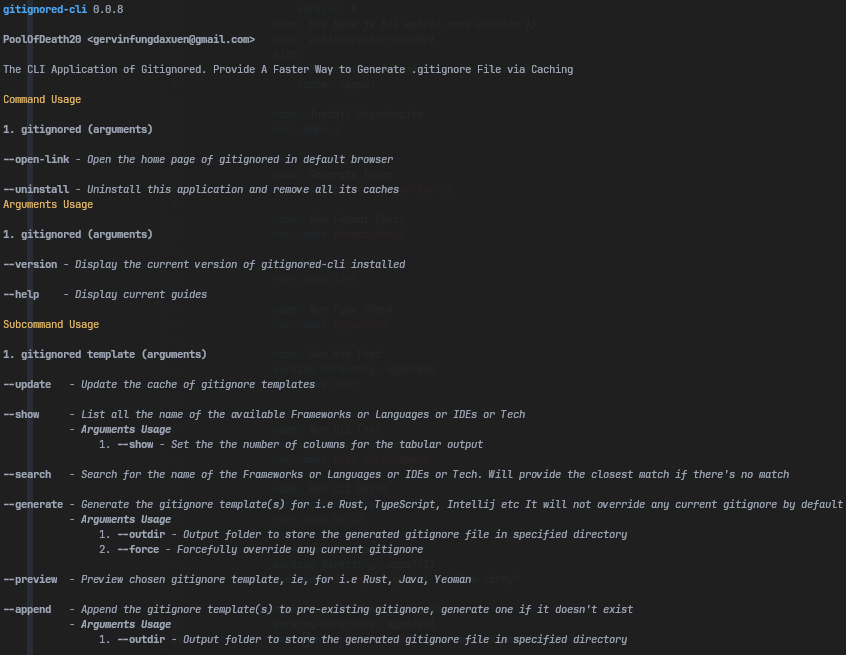 gitignored-cli 0.0.8
PoolOfDeath20 <gervinfungdaxuen@gmail.com>
The CLI Application of Gitignored. Provide A Faster Way to Generate .gitignore File via Caching
Command Usage
1. gitignored (arguments)
--open-link - Open the home page of gitignored in default browser
--uninstall - Uninstall this application and remove all its caches
Arguments Usage
1. gitignored (arguments)
--version - Display the current version of gitignored-cli installed
--help - Display current guides
Subcommand Usage
1. gitignored template (arguments)
--update - Update the cache of gitignore templates
--show - List all the name of the available Frameworks or Languages or IDEs or Tech
- Arguments Usage
1. --show - Set the the number of columns for the tabular output
--search - Search for the name of the Frameworks or Languages or IDEs or Tech. Will provide the closest match if there's no match
--generate - Generate the gitignore template(s) for i.e Rust, TypeScript, Intellij etc It will not override any current gitignore by default
- Arguments Usage
1. --outdir - Output folder to store the generated gitignore file in specified directory
2. --force - Forcefully override any current gitignore
--preview - Preview chosen gitignore template, ie, for i.e Rust, Java, Yeoman
--append - Append the gitignore template(s) to pre-existing gitignore, generate one if it doesn't exist
- Arguments Usage
1. --outdir - Output folder to store the generated gitignore file in specified directory